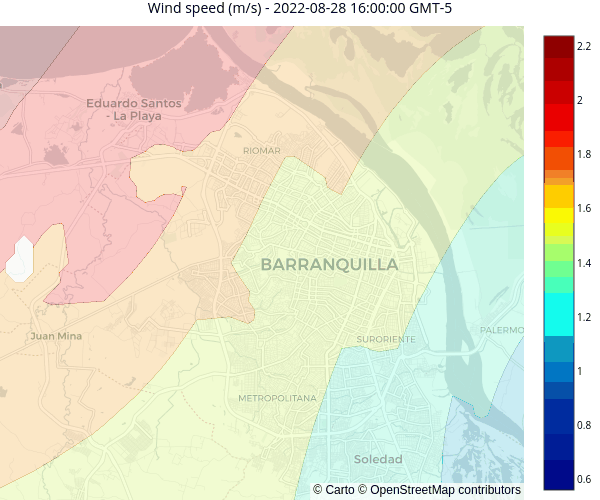 Wind speed (m/s) - 2022-08-28 16:00:00 GMT-5
2.2
2
1.8
1.6
1.4
1.2
1
0.8
0.6
Eduardo Santos
- La Playa
RIOMAR
BARRANQUILLA
Juan Mina
SURORIENTE
PALERMO
METROPOLITANA
Soledad
© Carto © OpenStreetMap contributors